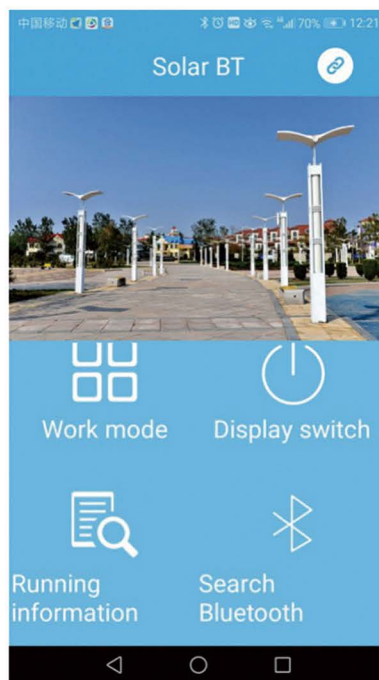 中国移动
70% 12:21
Solar BT
Work mode
Display switch
Running
information
Search
Bluetooth